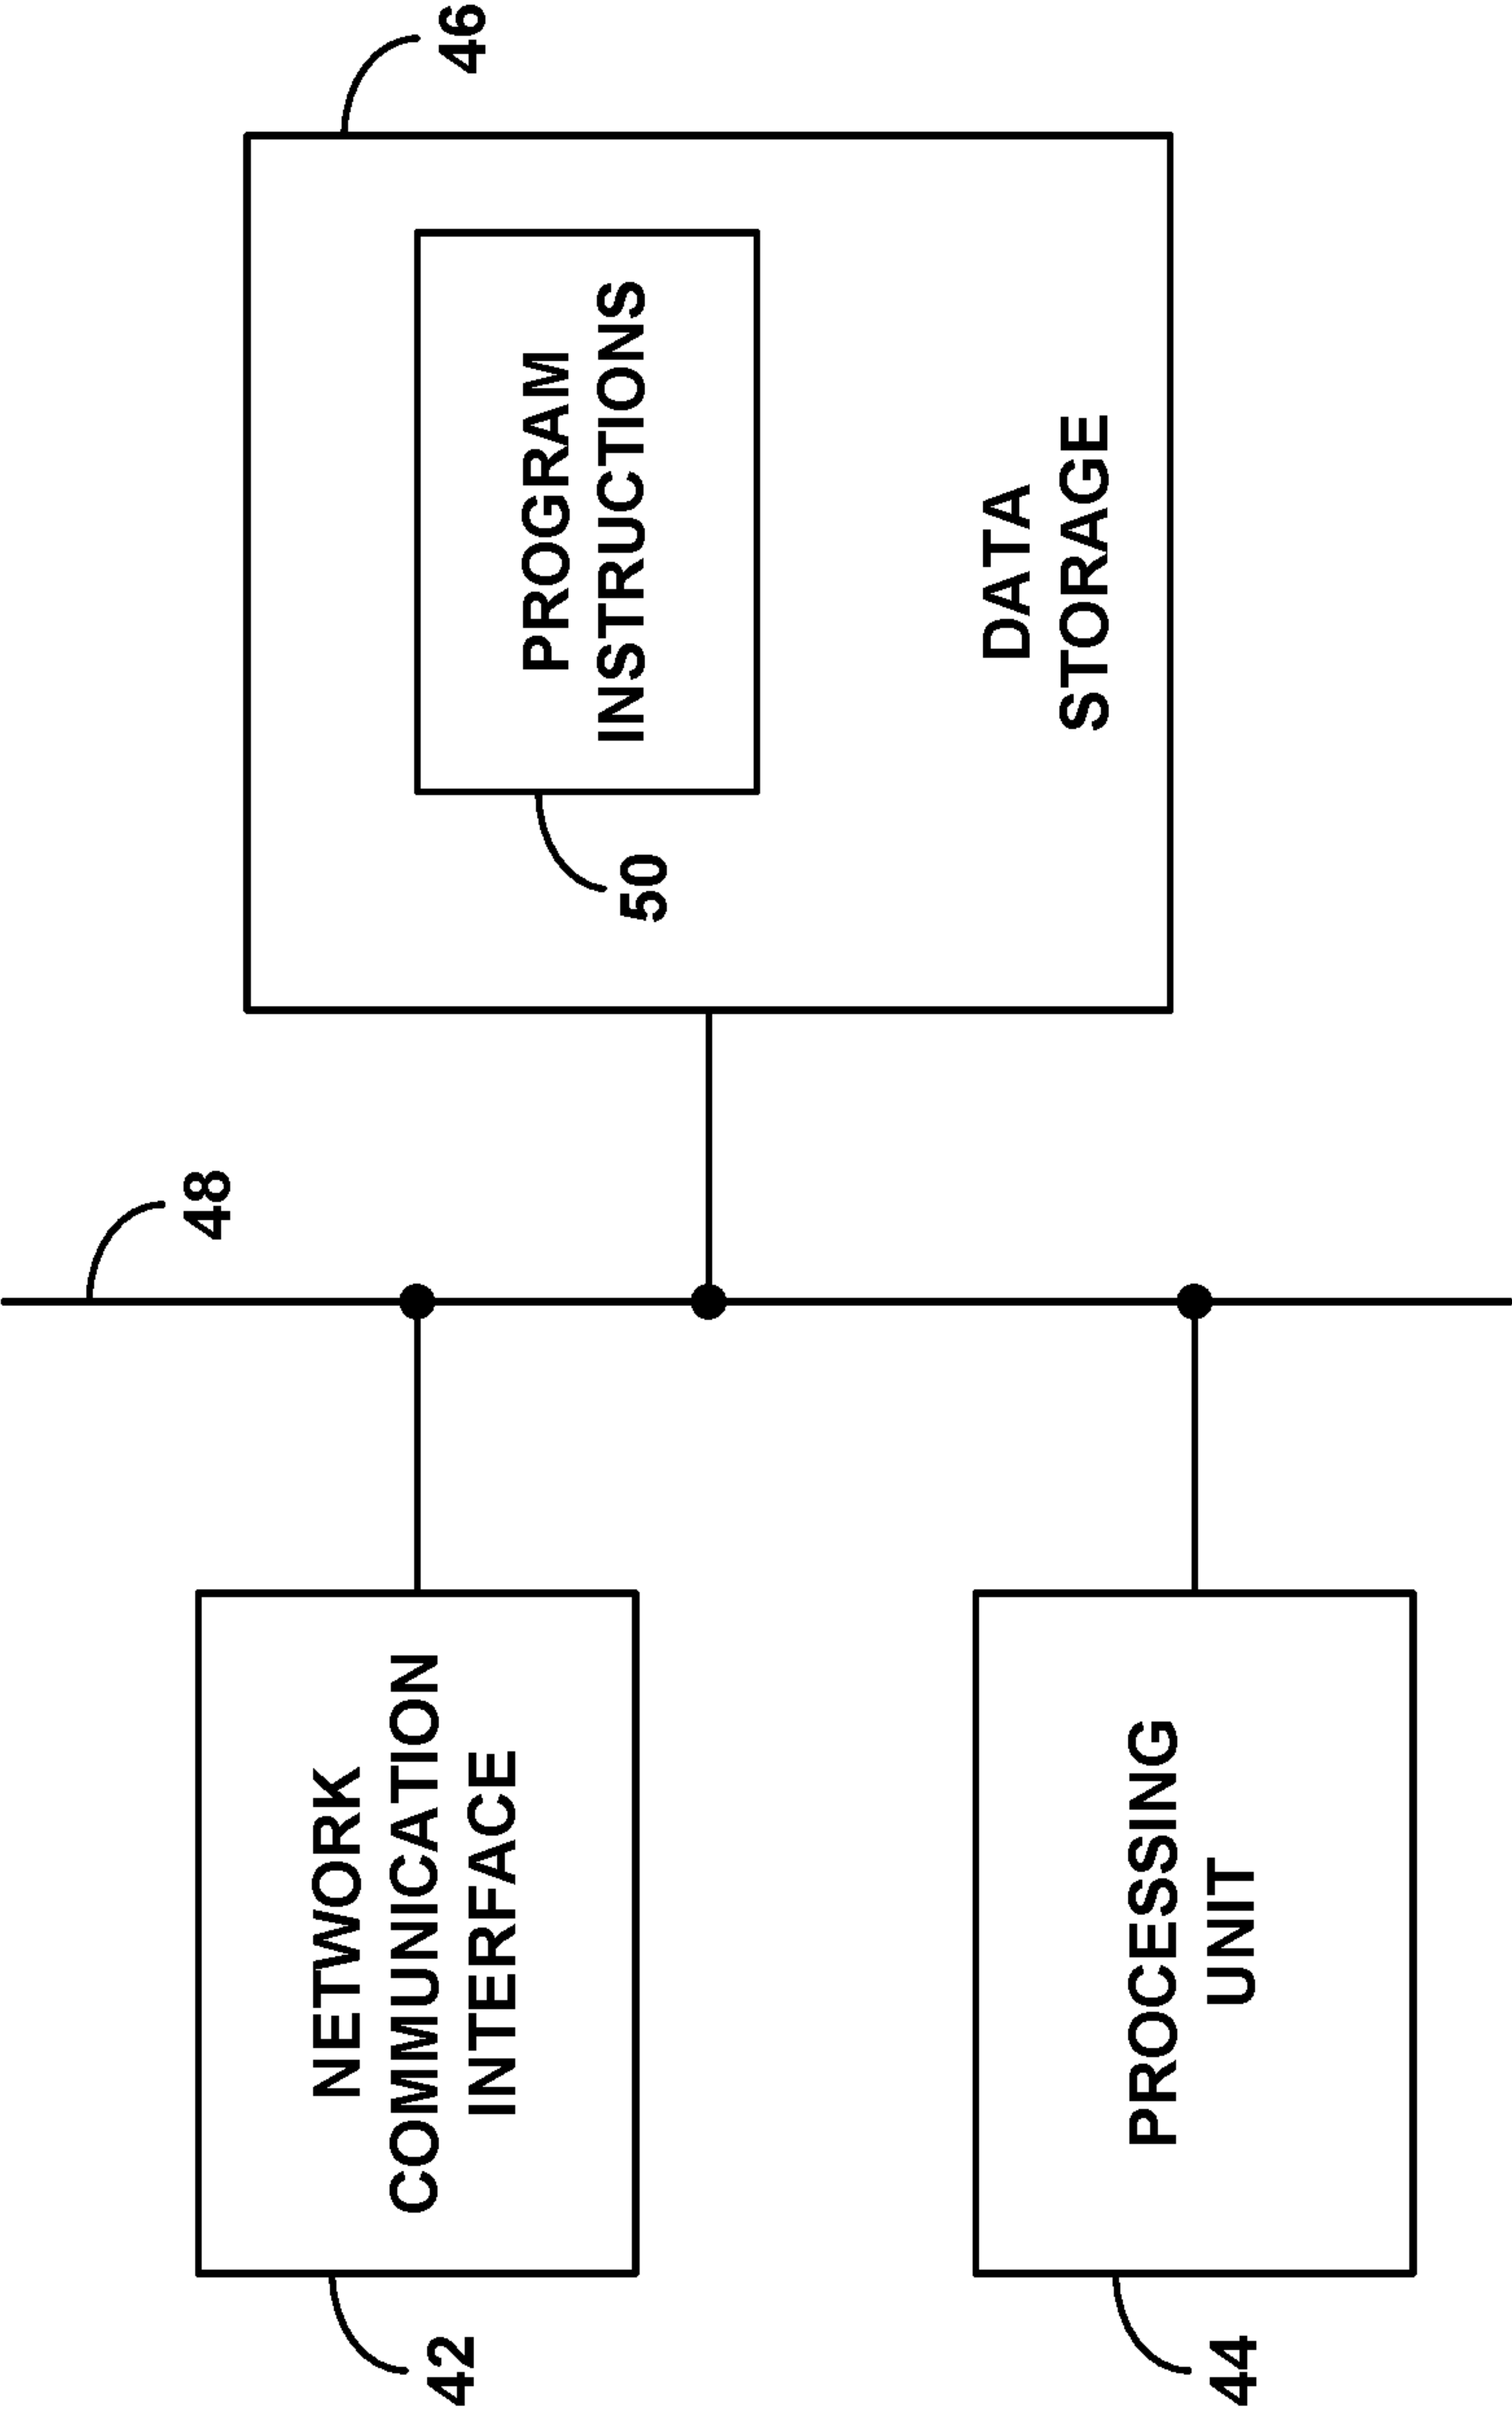 48
NETWORK
COMMUNICATION
INTERFACE
42
PROGRAM
INSTRUCTIONS
50
DATA
STORAGE
46
PROCESSING
UNIT
44